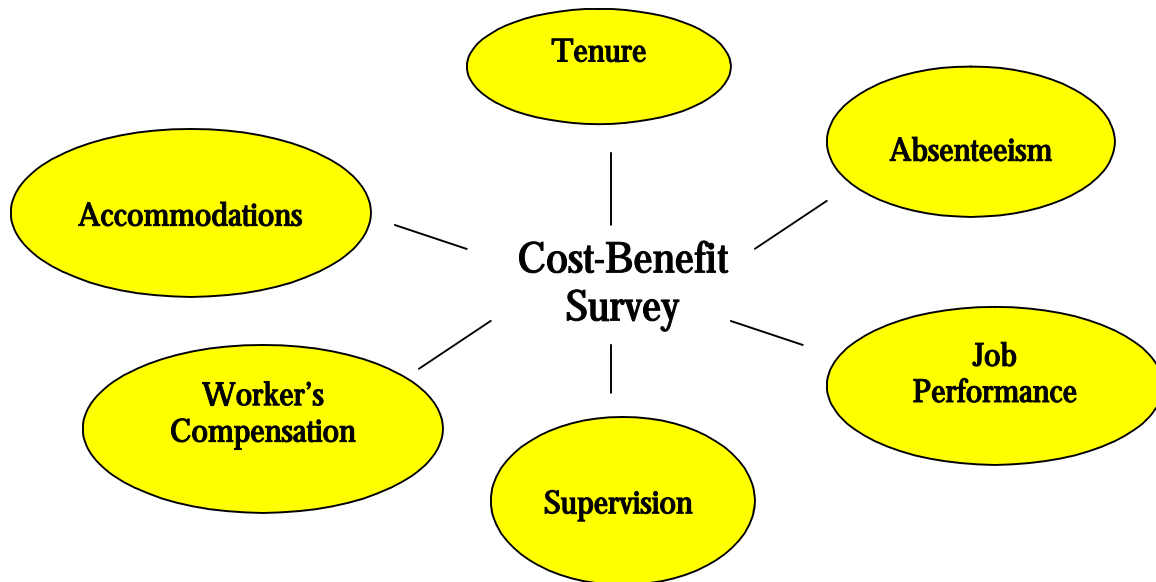 Tenure
Absenteeism
Accommodations
Cost-Benefit
Survey
Job
Performance
Worker’s
Compensation
Supervision